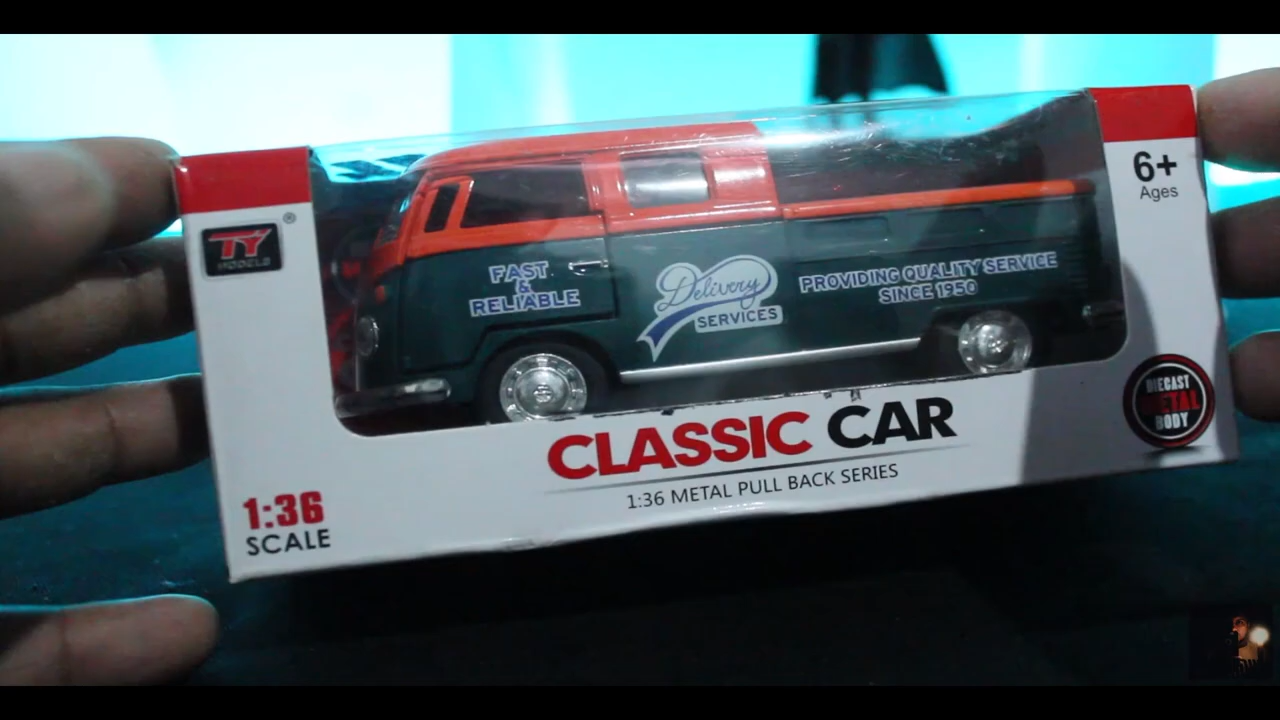 6+
Ages
TY
MODELS
®
FAST
&
RELIABLE
Delivery
SERVICES
PROVIDING QUALITY SERVICE
SINCE 1950
DIECAST
METAL
BODY
CLASSIC CAR
1:36 METAL PULL BACK SERIES
1:36
SCALE